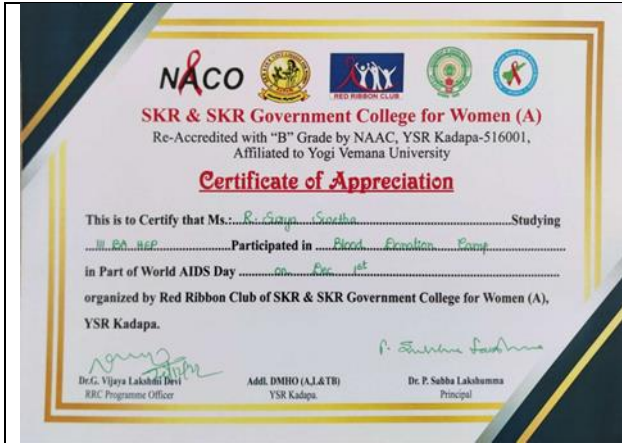 NACO
RED RIBBON CLUB
SKR & SKR Government College for Women (A)
Re-Accredited with “B” Grade by NAAC, YSR Kadapa-516001,
Affiliated to Yogi Vemana University
Certificate of Appreciation
This is to Certify that Ms.: R. Surya Swetha Studying
III BA HEP Participated in Blood Donation Camp
in Part of World AIDS Day on Dec 1st
organized by Red Ribbon Club of SKR & SKR Government College for Women (A),
YSR Kadapa.
P. Subba Lakshumma
Dr.G. Vijaya Lakshmi Devi Addl. DMHO (A,L&TB) Dr. P. Subba Lakshumma
RRC Programme Officer YSR Kadapa. Principal